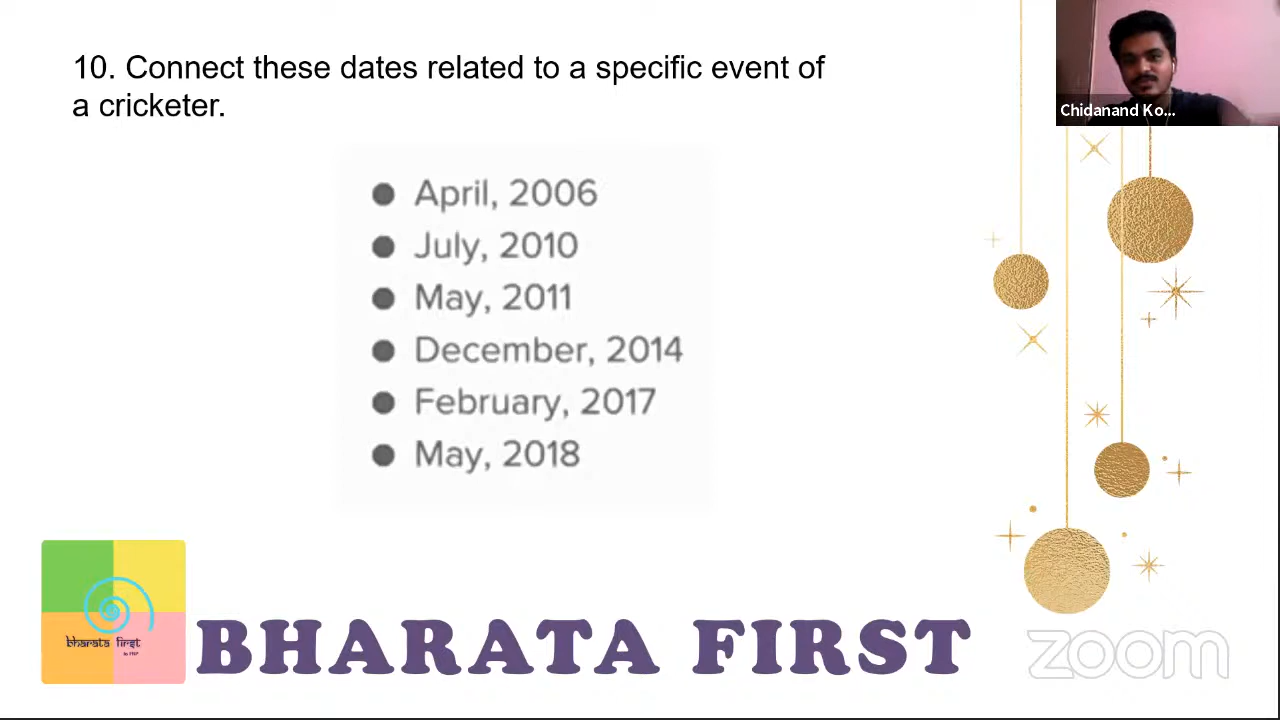 10. Connect these dates related to a specific event of
a cricketer.
Chidanand Ko...
● April, 2006
● July, 2010
● May, 2011
● December, 2014
● February, 2017
● May, 2018
bharata first
BHARATA FIRST
zoom